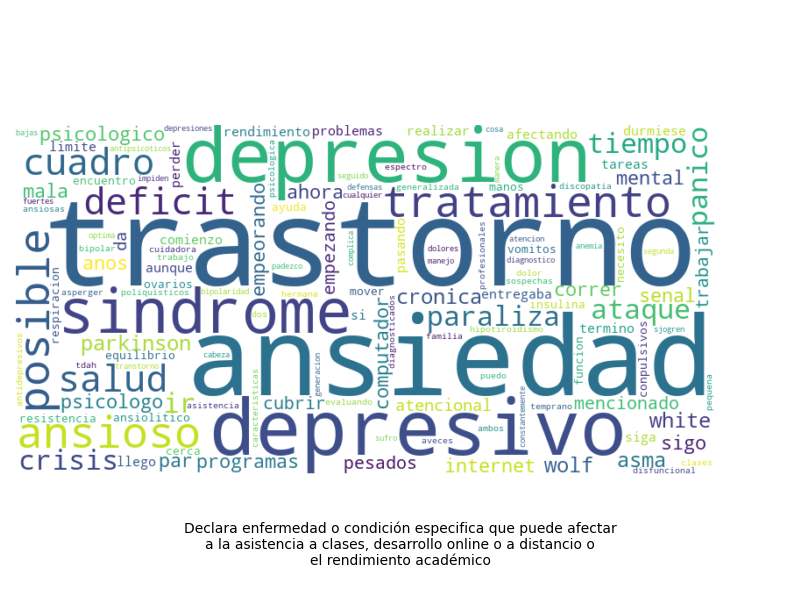 bajas psicologico depresiones rendimiento problemas realizar cosa afectando durmiese
limite antipsicoticos perder depresion psicologica espectro manera tiempo panico
cuadro encuentro impiden seguido defensas generalizada manos tareas discopatia mental
mala fuertes deficit empeorando ahora cualquier tratamiento
ansiosas ayuda empezando
posible optima da comienzo trastorno pasando dolores profesionales atencion anemia necesito segunda trabajar
bipolar cuidadora complica vomitos
anos aunque trabajo padezco manejo diagnostico dolor
respiracion asperger ovarios bipolaridad hermana mover cronica entregaba sospechas correr senal
poliquisticos dos si computador diagnosticados insulina
sindrome paraliza ataque
parkinson familia hipotiroidismo termino sjogren
antidepresivos equilibrio cabeza generacion ansiedad funcion conpulsivos
tdah transtorno puedo
salud pequena
psicologo ir asistencia caracteristicas cubrir evaluando atencional temprano mencionado
resistencia ansiolitico depresivo ambos constantemente white
ansioso cerca sufro aveces siga sigo
crisis llego par programas pesados internet wolf asma clases
disfuncional
Declara enfermedad o condición especifica que puede afectar
a la asistencia a clases, desarrollo online o a distancio o
el rendimiento académico